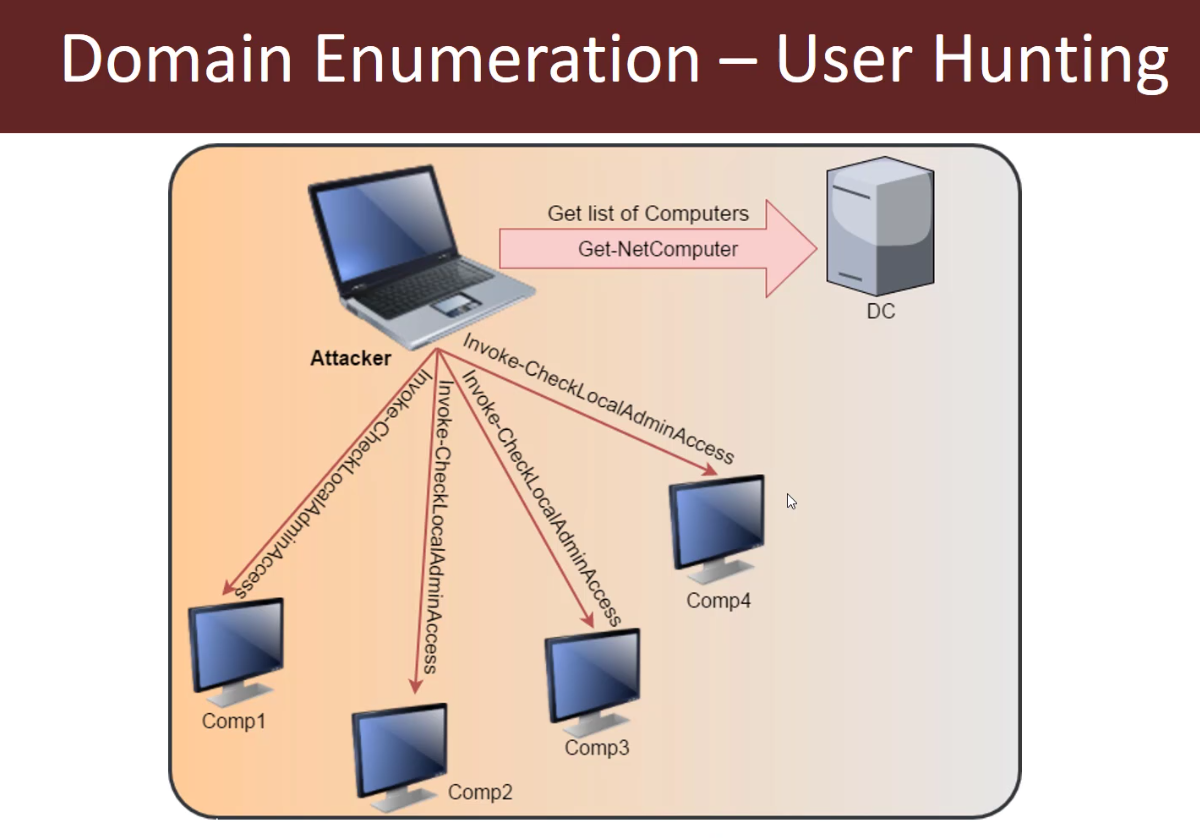 Domain Enumeration – User Hunting
Get list of Computers
Get-NetComputer
DC
Attacker
Invoke-CheckLocalAdminAccess
Invoke-CheckLocalAdminAccess
Invoke-CheckLocalAdminAccess
Invoke-CheckLocalAdminAccess
Comp4
Comp1
Comp3
Comp2